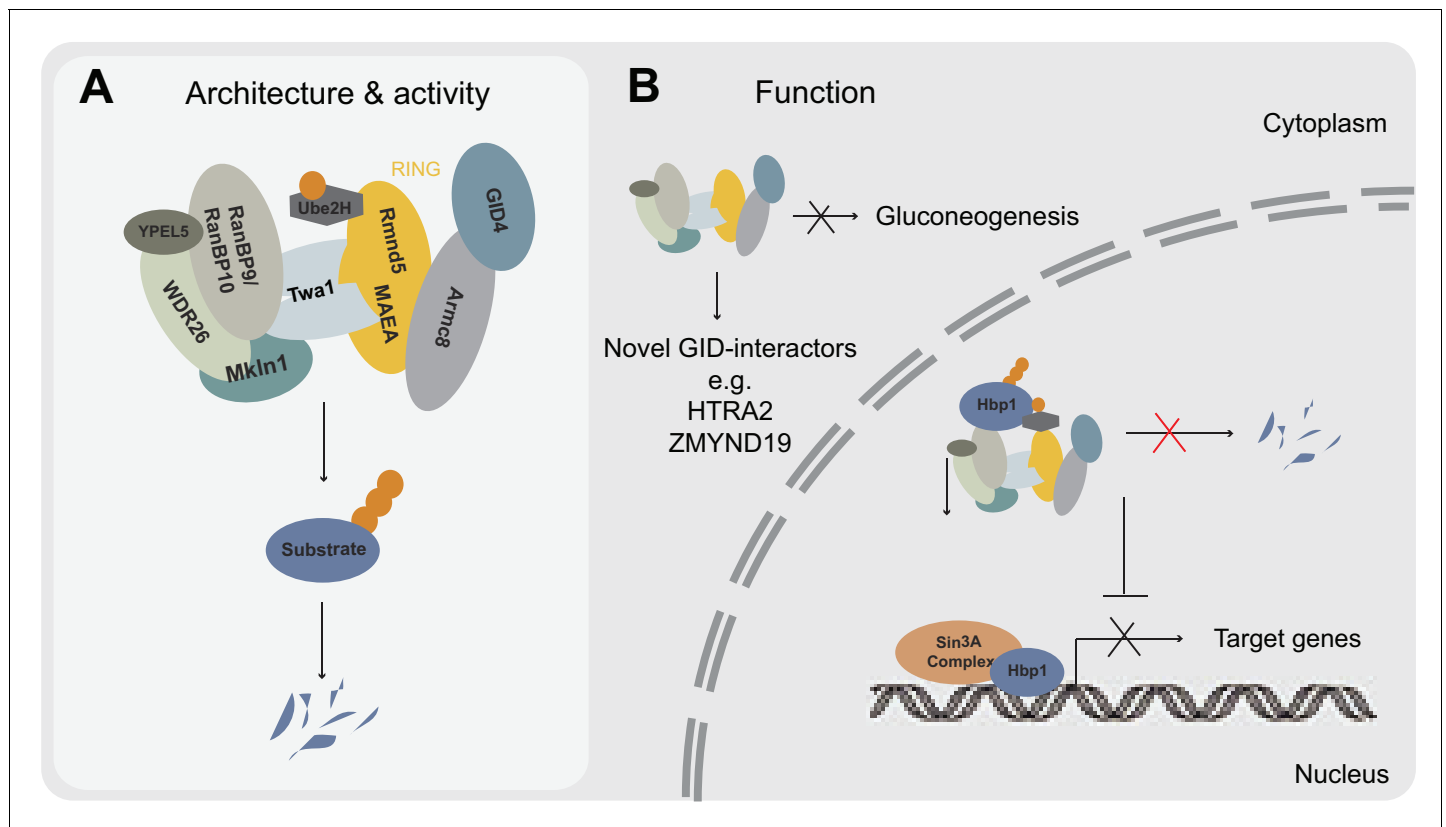 A
Architecture & activity
RING
Ube2H
GID4
YPEL5
RanBP9/
RanBP10
Rmnd5
Twa1
WDR26
MAEA
Armc8
Mkln1
Substrate
B
Function
Cytoplasm
Gluconeogenesis
Novel GID-interactors
e.g.
HTRA2
ZMYND19
Hbp1
Sin3A
Complex
Hbp1
Target genes
Nucleus